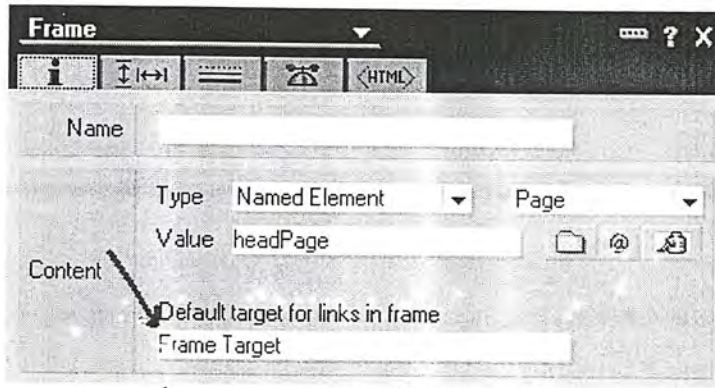 Frame
? X
i <HTML>
Name
Type Named Element Page
Value headPage @
Content
Default target for links in frame
Frame Target